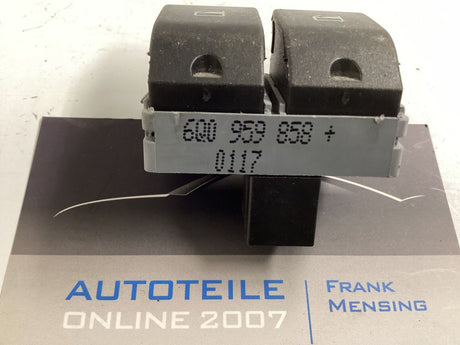 6Q0 959 858 +
0117
AUTOTEILE
ONLINE 2007
FRANK
MENSING